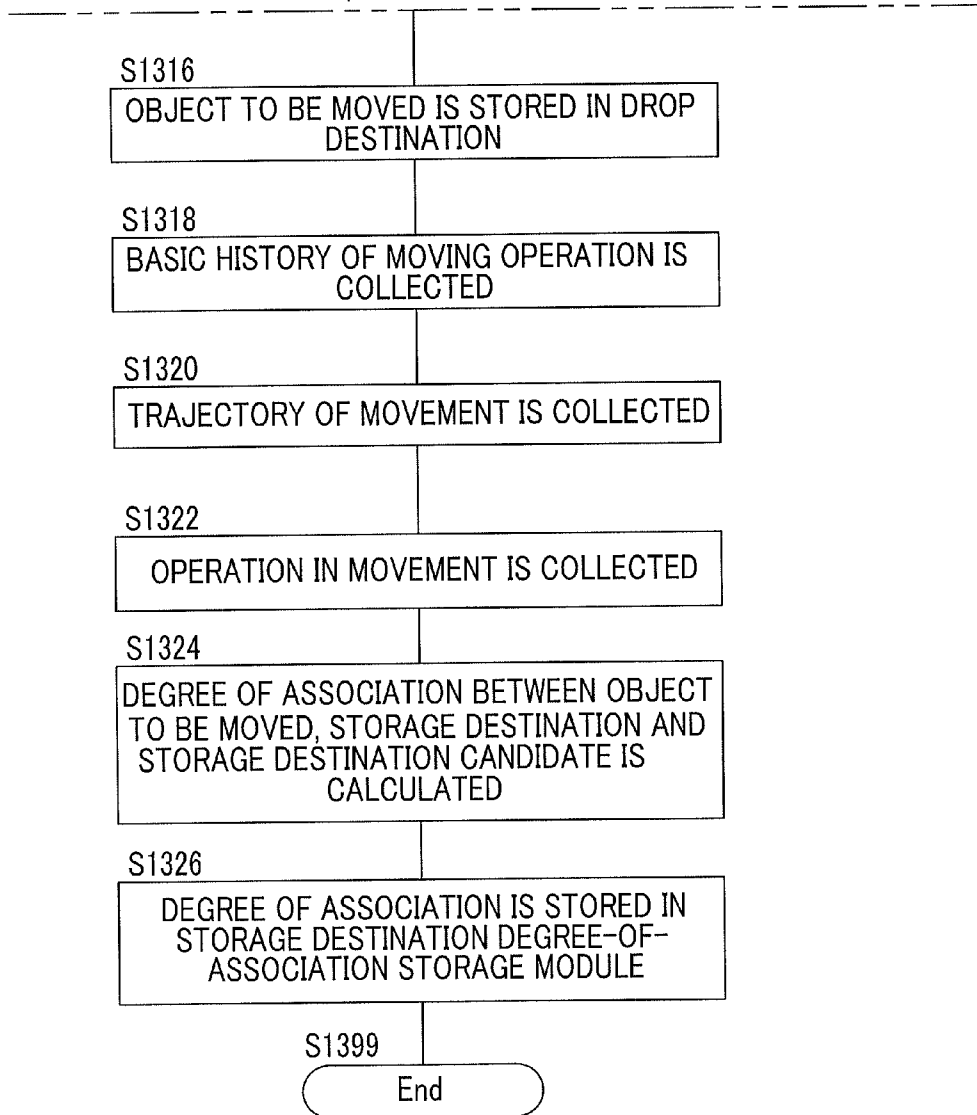 S1316
OBJECT TO BE MOVED IS STORED IN DROP
DESTINATION
S1318
BASIC HISTORY OF MOVING OPERATION IS
COLLECTED
S1320
TRAJECTORY OF MOVEMENT IS COLLECTED
S1322
OPERATION IN MOVEMENT IS COLLECTED
S1324
DEGREE OF ASSOCIATION BETWEEN OBJECT
TO BE MOVED, STORAGE DESTINATION AND
STORAGE DESTINATION CANDIDATE IS
CALCULATED
S1326
DEGREE OF ASSOCIATION IS STORED IN
STORAGE DESTINATION DEGREE-OF-
ASSOCIATION STORAGE MODULE
S1399
End